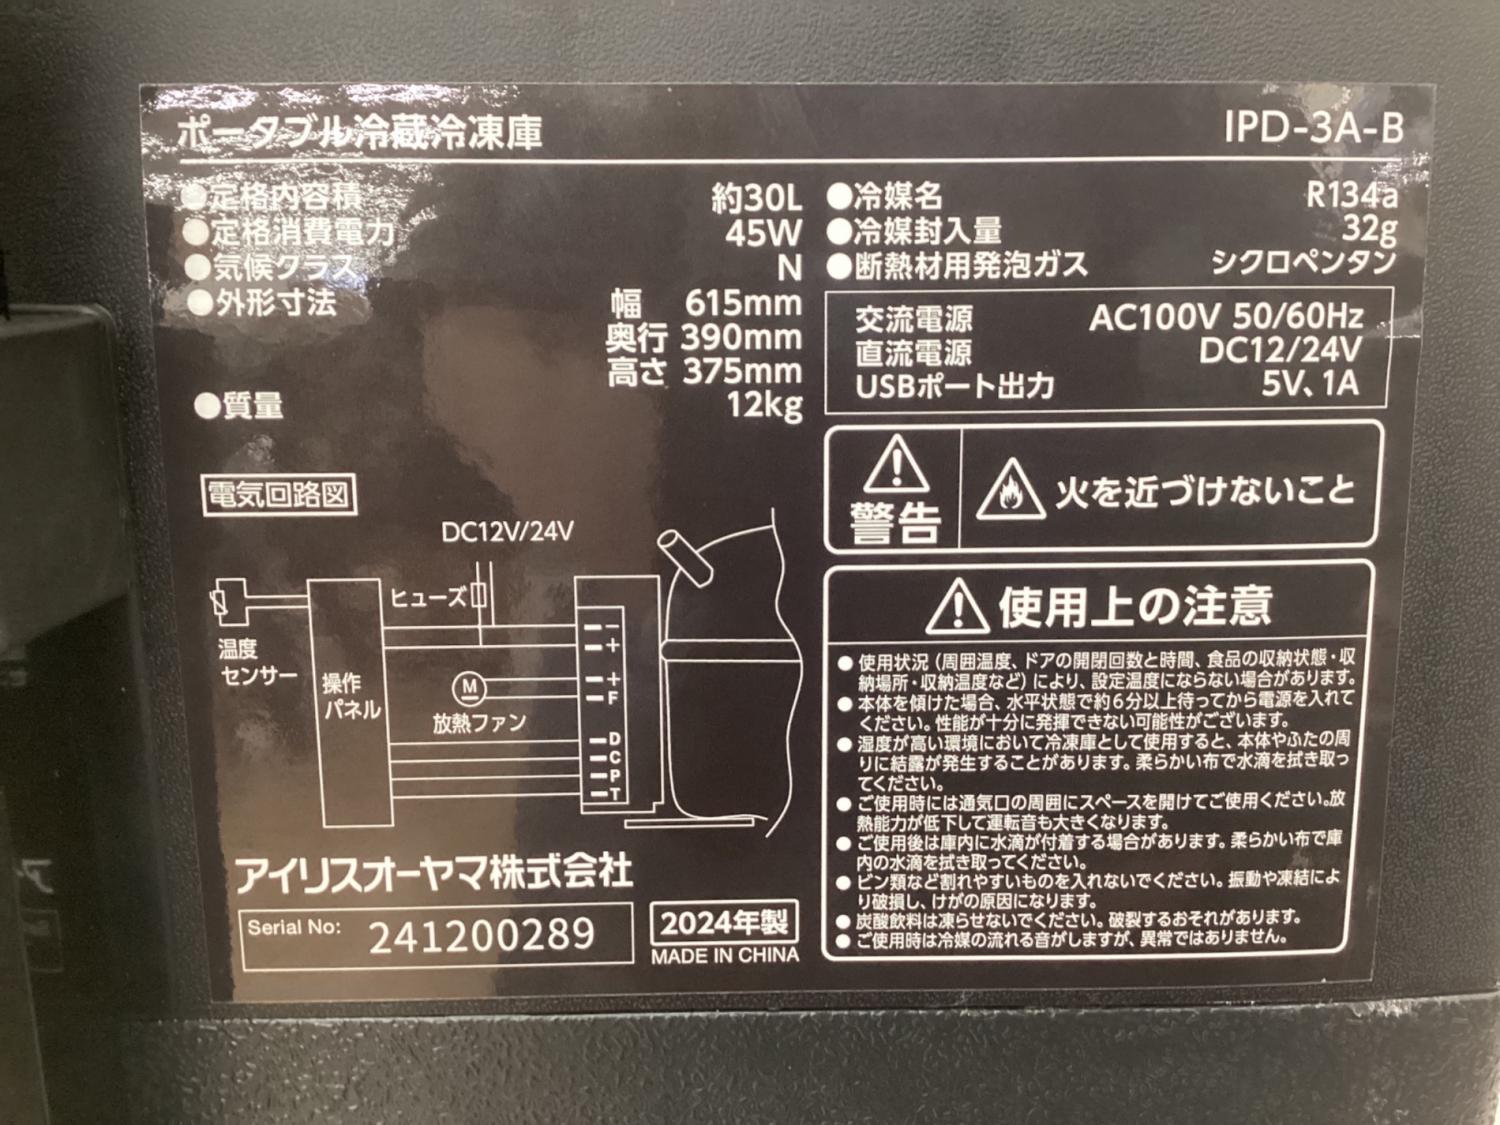 ポータブル冷蔵冷凍庫 IPD-3A-B
●定格内容積 約30L
●定格消費電力 45W
●気候クラス N
●外形寸法 幅 615mm
奥行 390mm
高さ 375mm
●質量 12kg
●冷媒名 R134a
●冷媒封入量 32g
●断熱材用発泡ガス シクロペンタン
交流電源 AC100V 50/60Hz
直流電源 DC12/24V
USBポート出力 5V、1A
警告 火を近づけないこと
電気回路図
DC12V/24V
ヒューズ
温度
センサー
操作
パネル
M
放熱ファン
−
+
+
F
D
C
P
T
使用上の注意
●使用状況(周囲温度、ドアの開閉回数と時間、食品の収納状態・収
納場所・収納温度など)により、設定温度にならない場合があります。
●本体を傾けた場合、水平状態で約6分以上待ってから電源を入れて
ください。性能が十分に発揮できない可能性がございます。
●湿度が高い環境において冷凍庫として使用すると、本体やふたの周
りに結露が発生することがあります。柔らかい布で水滴を拭き取っ
てください。
●ご使用時には通気口の周囲にスペースを開けてご使用ください。放
熱能力が低下して運転音も大きくなります。
●ご使用後は庫内に水滴が付着する場合があります。柔らかい布で庫
内の水滴を拭き取ってください。
●ビン類など割れやすいものを入れないでください。振動や凍結によ
り破損し、けがの原因になります。
●炭酸飲料は凍らせないでください。破裂するおそれがあります。
●ご使用時は冷媒の流れる音がしますが、異常ではありません。
アイリスオーヤマ株式会社
Serial No: 241200289
2024年製
MADE IN CHINA